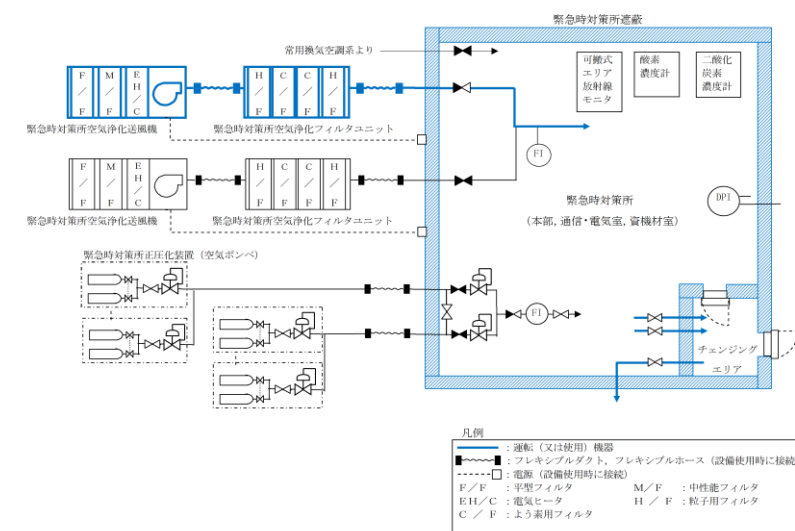 緊急時対策所遮蔽
常用換気空調系より
可搬式
エリア
放射線
モニタ
酸素
濃度計
二酸化
炭素
濃度計
F/F
M/F
EH/C
H/F
C/F
C/F
H/F
緊急時対策所空気浄化送風機
緊急時対策所空気浄化フィルタユニット
FI
F/F
M/F
EH/C
H/F
C/F
C/F
H/F
緊急時対策所空気浄化送風機
緊急時対策所空気浄化フィルタユニット
緊急時対策所
(本部,通信・電気室,資機材室)
DPI
緊急時対策所正圧化装置(空気ボンベ)
FI
チェンジング
エリア
凡例
:運転(又は使用)機器
:フレキシブルダクト,フレキシブルホース(設備使用時に接続
:電源(設備使用時に接続)
F/F :平型フィルタ M/F :中性能フィルタ
EH/C :電気ヒータ H / F :粒子用フィルタ
C / F :よう素用フィルタ